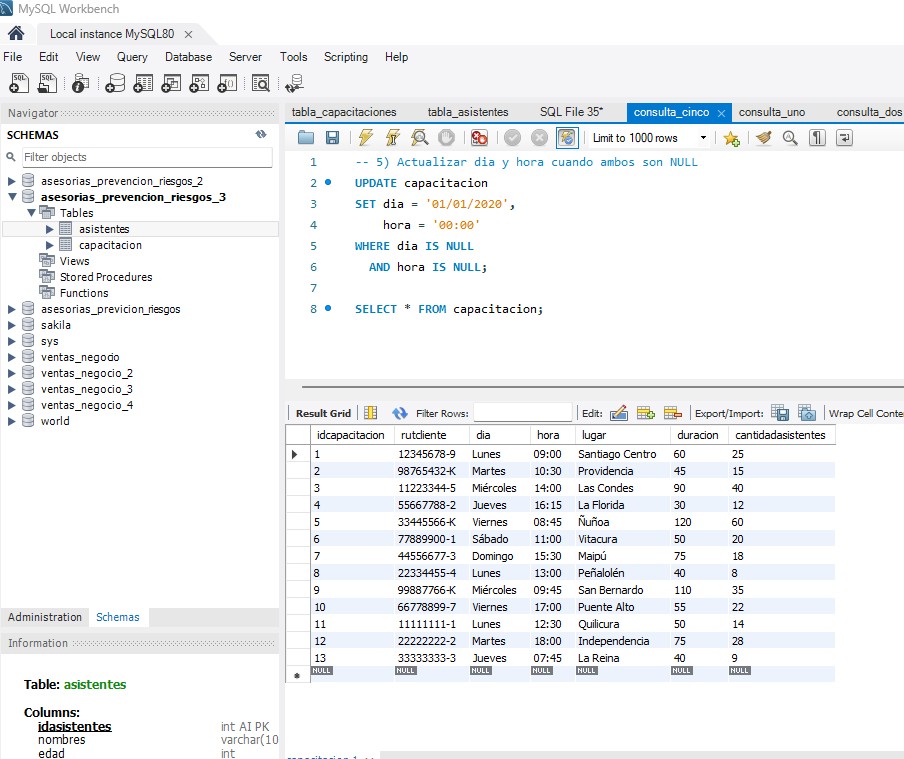 MySQL Workbench
Local instance MySQL80
File Edit View Query Database Server Tools Scripting Help
Navigator
SCHEMAS
Filter objects
asesorias_prevencion_riesgos_2
asesorias_prevencion_riesgos_3
Tables
asistentes
capacitacion
Views
Stored Procedures
Functions
asesorias_previcion_riesgos
sakila
sys
ventas_negocio
ventas_negocio_2
ventas_negocio_3
ventas_negocio_4
world
Administration Schemas
Information
Table: asistentes
Columns:
idasistentes int AI PK
nombres varchar(10
edad int
tabla_capacitaciones tabla_asistentes SQL File 35* consulta_cinco consulta_uno consulta_dos
Limit to 1000 rows
1 -- 5) Actualizar dia y hora cuando ambos son NULL
2 UPDATE capacitacion
3 SET dia = '01/01/2020',
4 hora = '00:00'
5 WHERE dia IS NULL
6 AND hora IS NULL;
7
8 SELECT * FROM capacitacion;
Result Grid Filter Rows: Edit: Export/Import: Wrap Cell Conte
idcapacitacion rutcliente dia hora lugar duracion cantidadasistentes
1 12345678-9 Lunes 09:00 Santiago Centro 60 25
2 98765432-K Martes 10:30 Providencia 45 15
3 11223344-5 Miércoles 14:00 Las Condes 90 40
4 55667788-2 Jueves 16:15 La Florida 30 12
5 33445566-K Viernes 08:45 Ñuñoa 120 60
6 77889900-1 Sábado 11:00 Vitacura 50 20
7 44556677-3 Domingo 15:30 Maipú 75 18
8 22334455-4 Lunes 13:00 Peñalolén 40 8
9 99887766-K Miércoles 09:45 San Bernardo 110 35
10 66778899-7 Viernes 17:00 Puente Alto 55 22
11 11111111-1 Lunes 12:30 Quilicura 50 14
12 22222222-2 Martes 18:00 Independencia 75 28
13 33333333-3 Jueves 07:45 La Reina 40 9
NULL NULL NULL NULL NULL NULL NULL